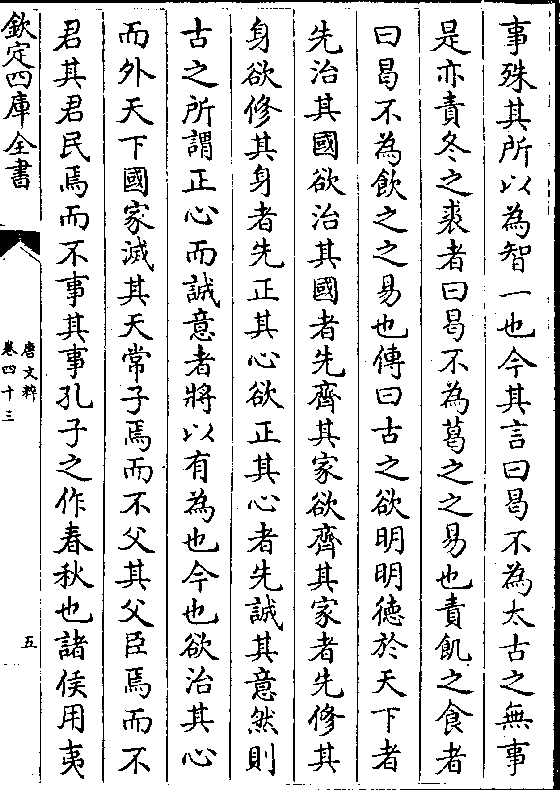 事殊其所以為智一也今其言曰曷不為太古之無事
是亦責冬之裘者曰曷不為葛之之易也責飢之食者
曰曷不為飲之之易也傳曰古之欲明明徳於天下者
先治其國欲治其國者先齊其家欲齊其家者先修其
身欲修其身者先正其心欲正其心者先誠其意然則
古之所謂正心而誠意者將以有為也今也欲治其心
而外天下國家滅其天常子焉而不父其父臣焉而不
君其君民焉而不事其事孔子之作春秋也諸侯用夷
欽定四庫全書
唐文粹
卷四十三
五